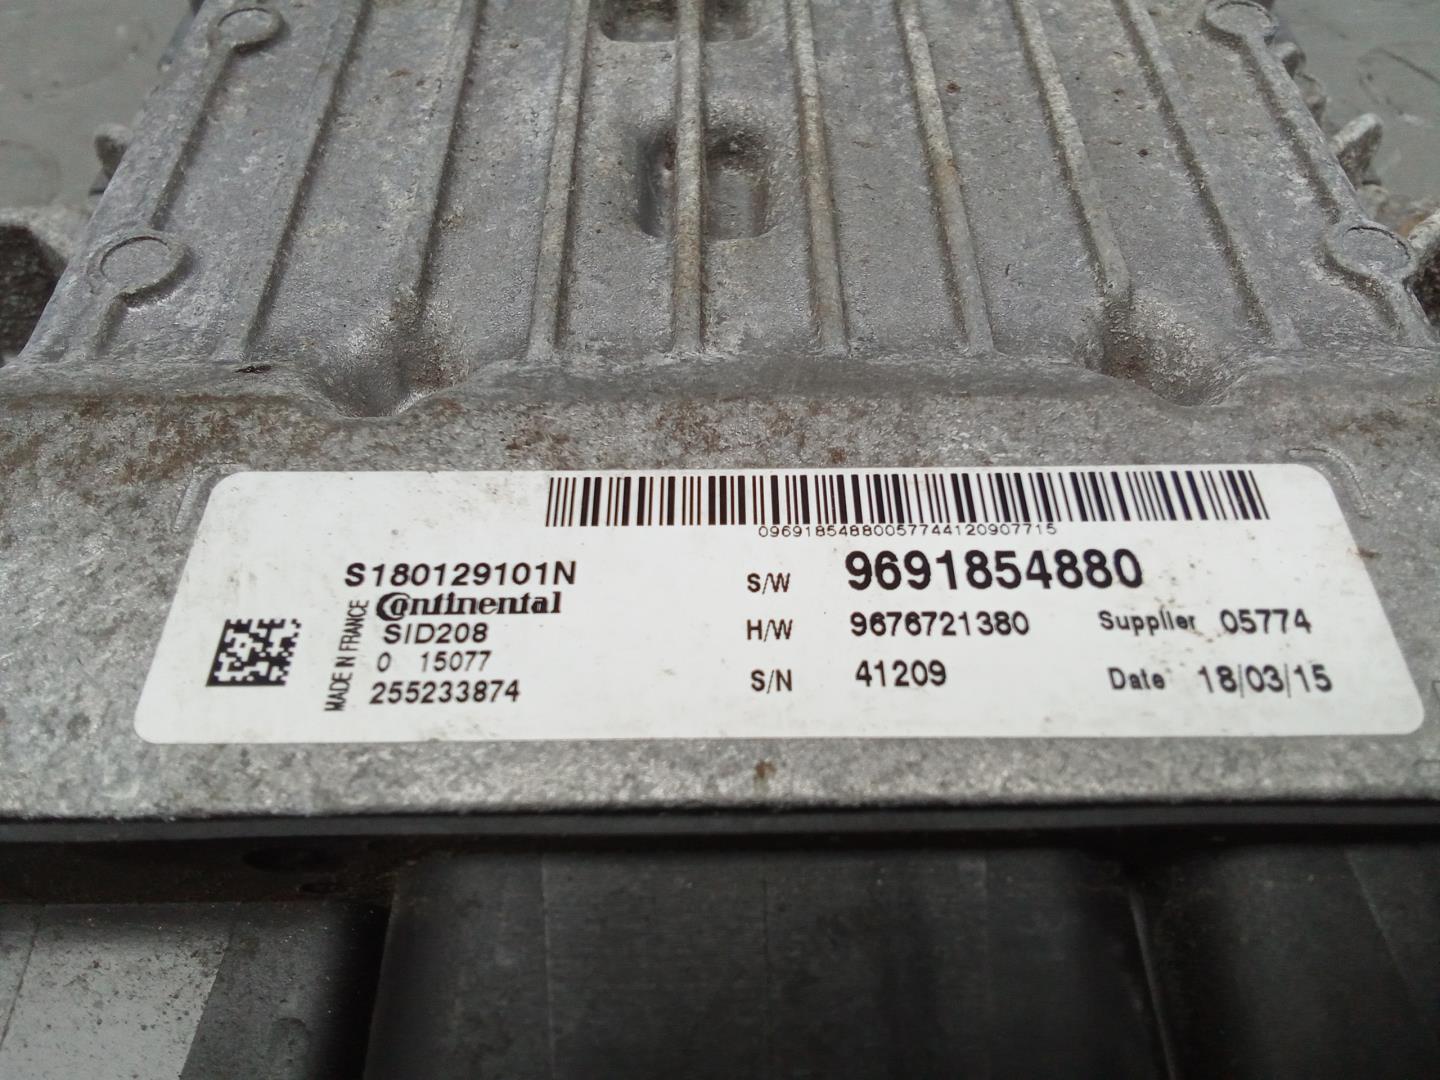 0969185488005774412090​7715
S180129101N
Continental
SID208
0 15077
255233874
MADE IN FRANCE
S/W 9691854880
H/W 9676721380 Supplier 05774
S/N 41209 Date 18/03/15